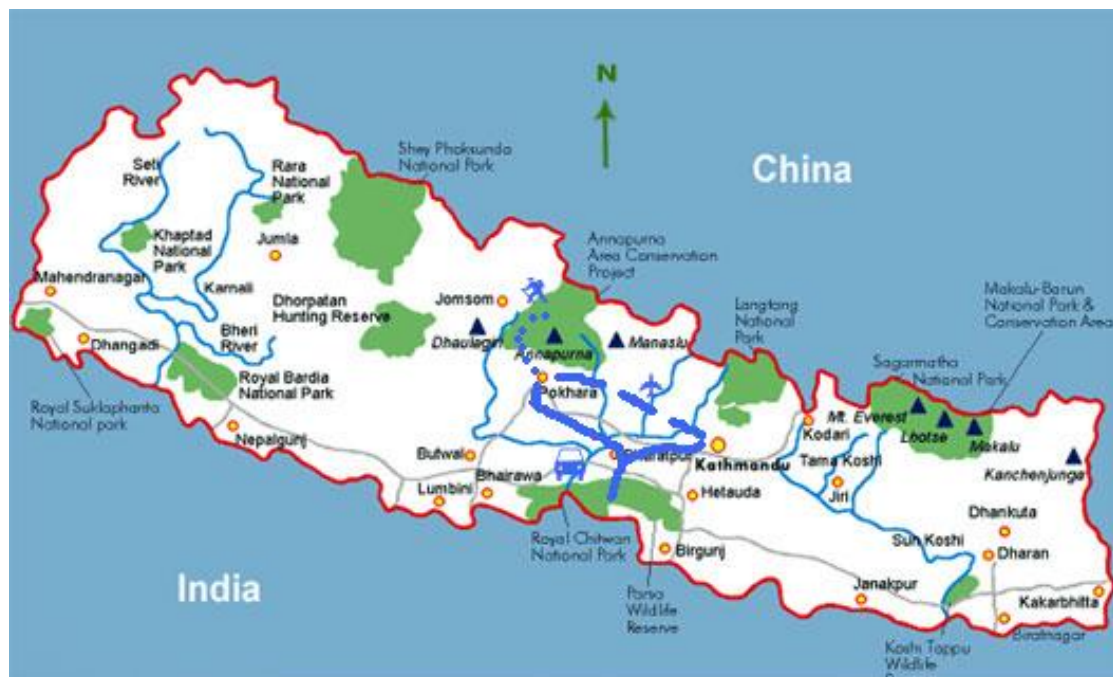 N
China
India
Shey Phoksundo
National Park
Seti
River
Rara
National
Park
Khaptad
National
Park
Jumla
Mahendranagar
Karnali
Dhangadi
Bheri
River
Dhorpatan
Hunting Reserve
Jomsom
Annapurna
Area Conservation
Project
Dhaulagiri
Annapurna
Manaslu
Langtang
National
Park
Makalu-Barun
National Park &
Conservation Area
Sagarmatha
National Park
Royal Suklaphanta
National park
Royal Bardia
National Park
Nepalgunj
Pokhara
Mt. Everest
Lhotse
Makalu
Kanchenjunga
Kodari
Butwal
Bharatpur
Kathmandu
Tama Koshi
Jiri
Bhairawa
Lumbini
Hetauda
Royal Chitwan
National Park
Birgunj
Sun Koshi
Dhankuta
Dharan
Parsa
Wildlife
Reserve
Janakpur
Kakarbhitta
Biratnagar
Koshi Tappu
Wildlife